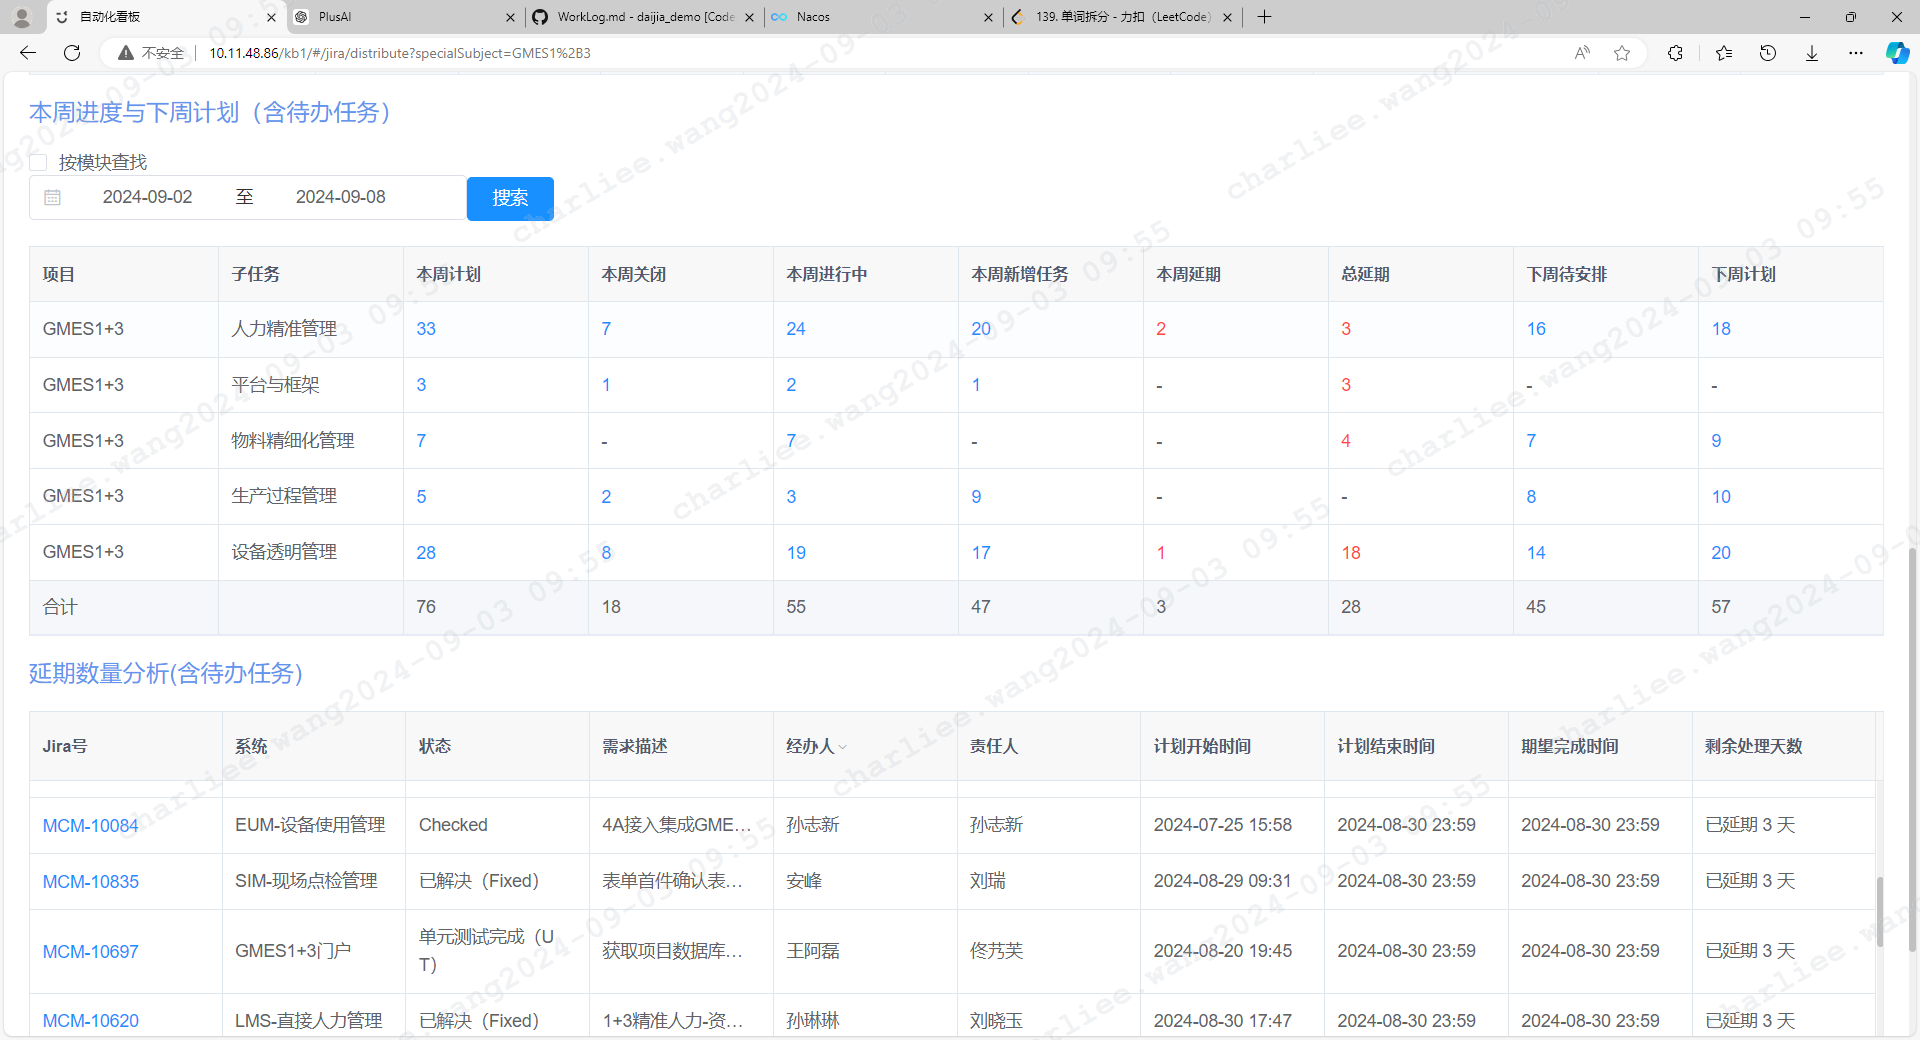 自动化看板
PlusAI
WorkLog.md - daijia_demo [Code
Nacos
139. 单词拆分 - 力扣（LeetCode）
不安全
10.11.48.86/kb1/#/jira/distribute?specialSubject=GMES1%2B3
本周进度与下周计划（含待办任务）
按模块查找
2024-09-02 至 2024-09-08 搜索
项目 子任务 本周计划 本周关闭 本周进行中 本周新增任务 本周延期 总延期 下周待安排 下周计划
GMES1+3 人力精准管理 33 7 24 20 2 3 16 18
GMES1+3 平台与框架 3 1 2 1 - 3 - -
GMES1+3 物料精细化管理 7 - 7 - - 4 7 9
GMES1+3 生产过程管理 5 2 3 9 - - 8 10
GMES1+3 设备透明管理 28 8 19 17 1 18 14 20
合计 76 18 55 47 3 28 45 57
延期数量分析(含待办任务)
Jira号 系统 状态 需求描述 经办人 责任人 计划开始时间 计划结束时间 期望完成时间 剩余处理天数
MCM-10084 EUM-设备使用管理 Checked 4A接入集成GME... 孙志新 孙志新 2024-07-25 15:58 2024-08-30 23:59 2024-08-30 23:59 已延期 3 天
MCM-10835 SIM-现场点检管理 已解决（Fixed） 表单首件确认表... 安峰 刘瑞 2024-08-29 09:31 2024-08-30 23:59 2024-08-30 23:59 已延期 3 天
MCM-10697 GMES1+3门户 单元测试完成（U
T） 获取项目数据库... 王阿磊 佟艿芙 2024-08-20 19:45 2024-08-30 23:59 2024-08-30 23:59 已延期 3 天
MCM-10620 LMS-直接人力管理 已解决（Fixed） 1+3精准人力-资... 孙琳琳 刘晓玉 2024-08-30 17:47 2024-08-30 23:59 2024-08-30 23:59 已延期 3 天
charliee.wang2024-09-03 09:55